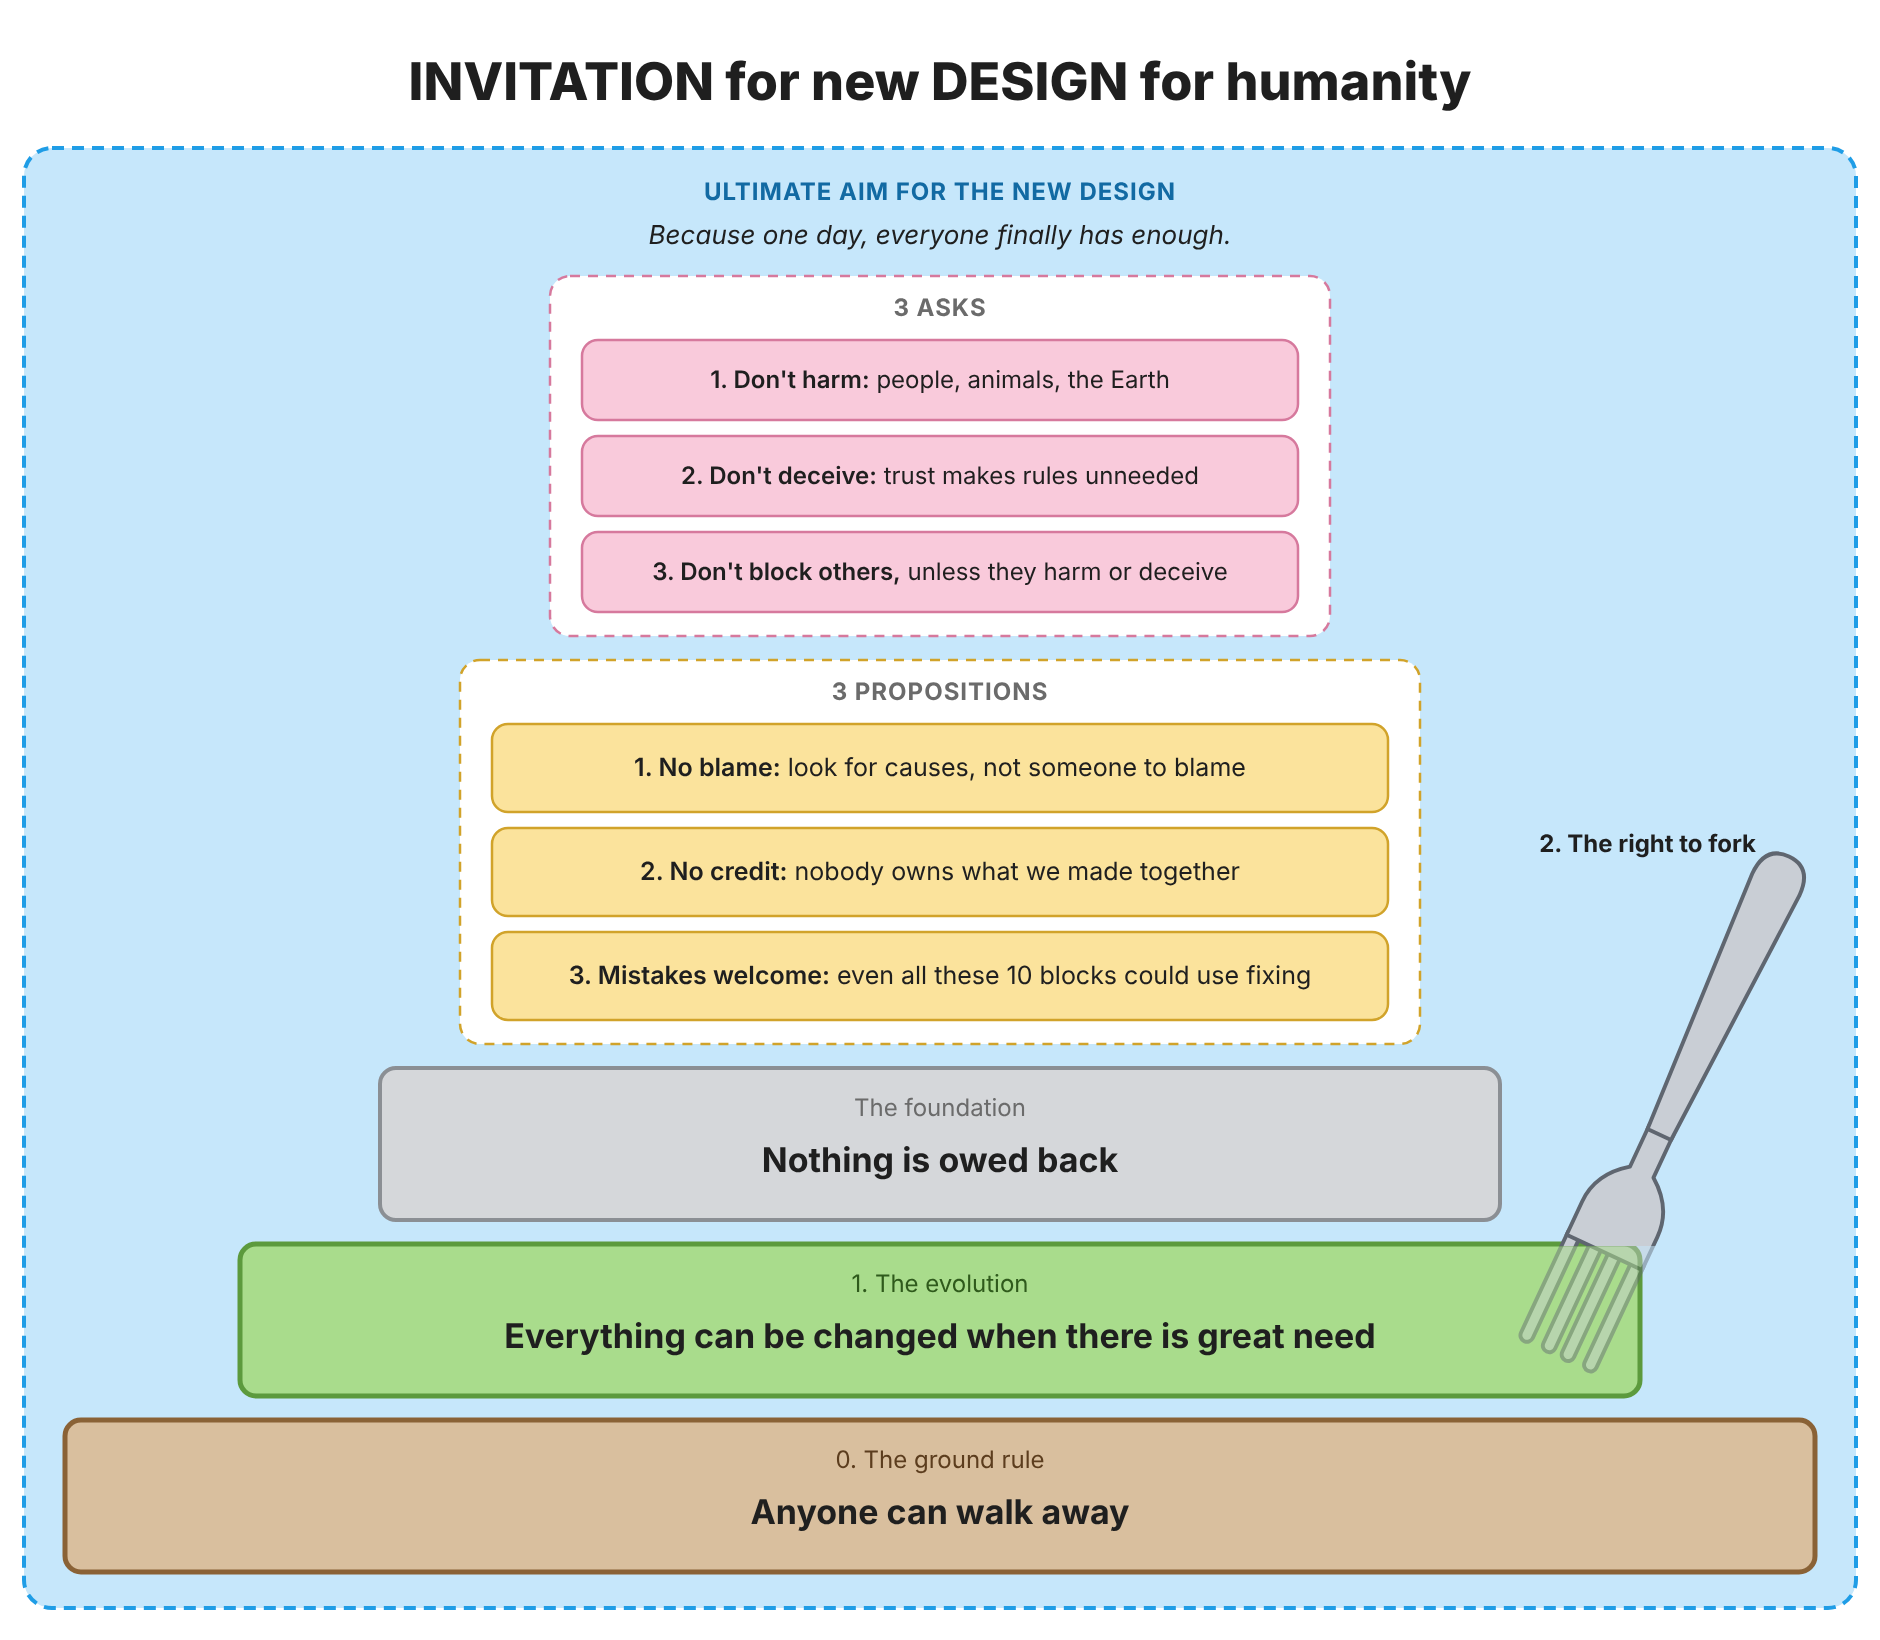 INVITATION for new DESIGN for humanity
ULTIMATE AIM FOR THE NEW DESIGN
Because one day, everyone finally has enough.
3 ASKS
1. Don't harm: people, animals, the Earth
2. Don't deceive: trust makes rules unneeded
3. Don't block others, unless they harm or deceive
3 PROPOSITIONS
1. No blame: look for causes, not someone to blame
2. No credit: nobody owns what we made together
3. Mistakes welcome: even all these 10 blocks could use fixing
2. The right to fork
The foundation
Nothing is owed back
1. The evolution
Everything can be changed when there is great need
0. The ground rule
Anyone can walk away